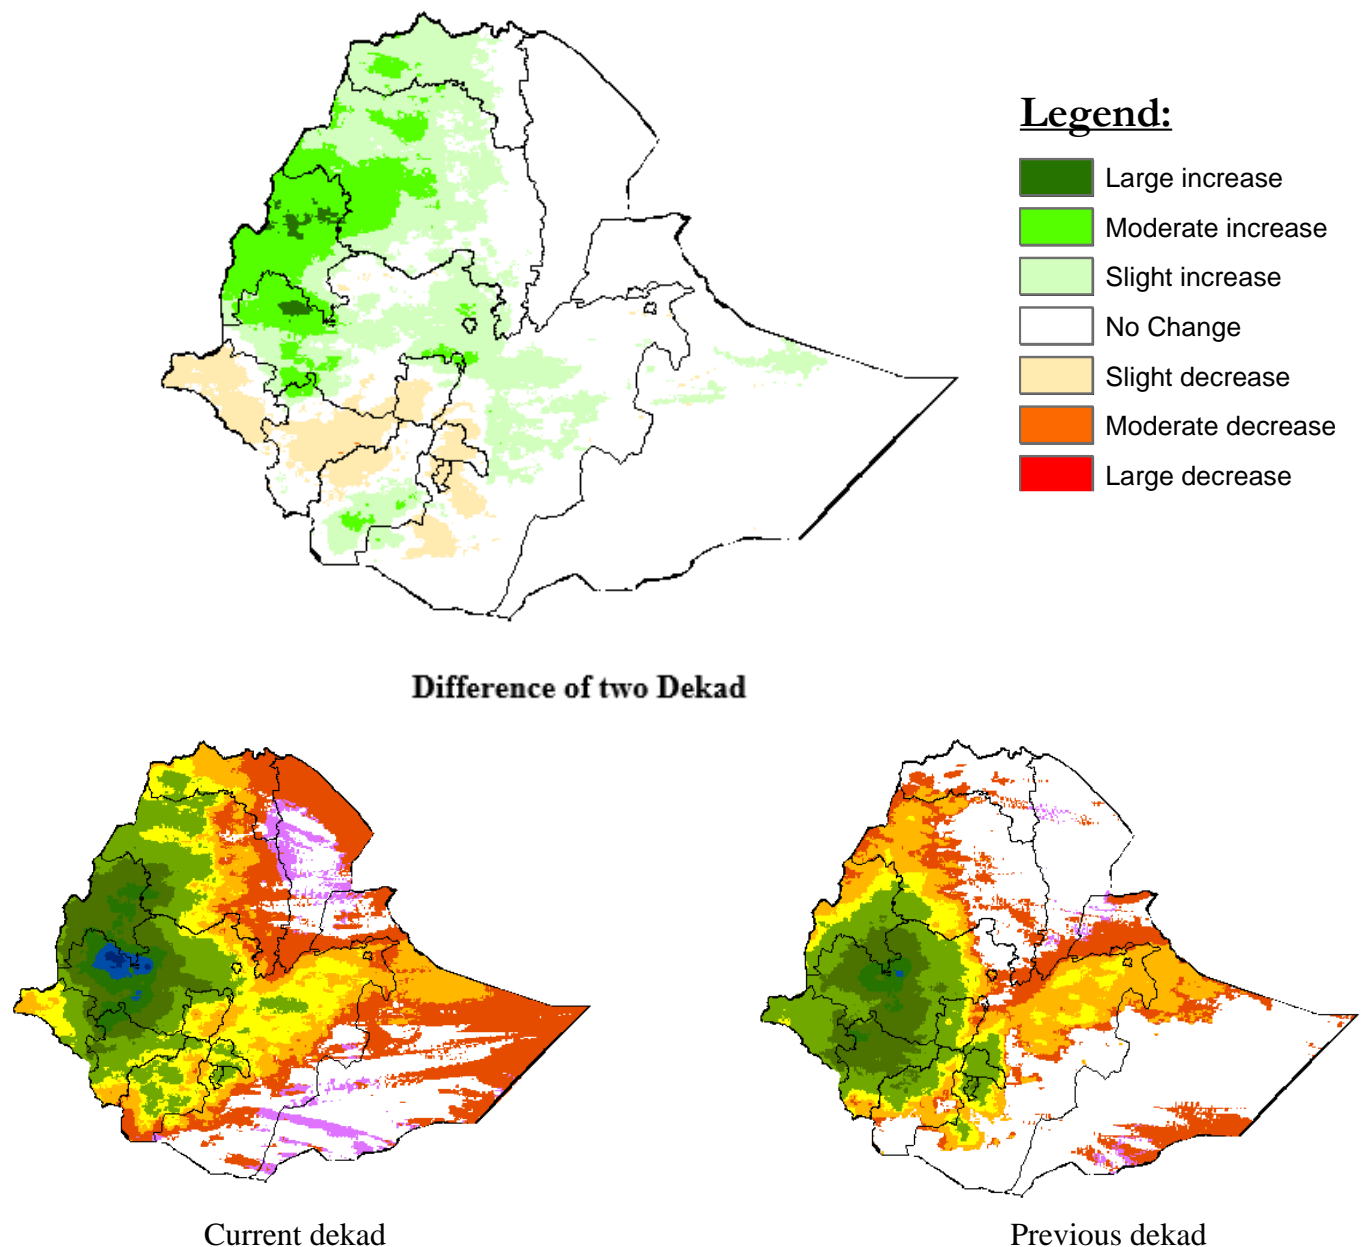 Legend:
Large increase
Moderate increase
Slight increase
No Change
Slight decrease
Moderate decrease
Large decrease
Difference of two Dekad
Current dekad
Previous dekad